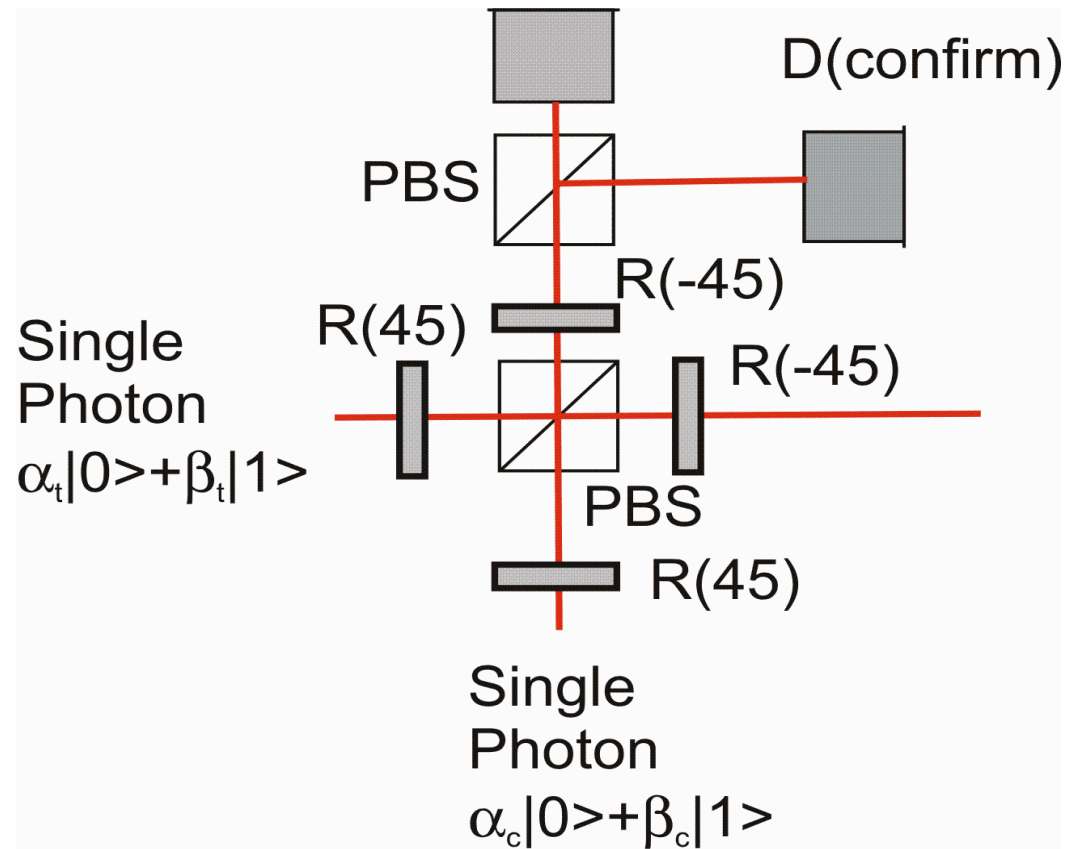 D(confirm)
PBS
R(-45)
R(45)
R(-45)
Single
Photon
αt|0>+βt|1>
PBS
R(45)
Single
Photon
αc|0>+βc|1>